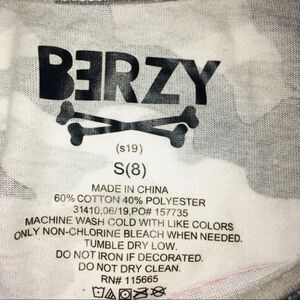 BERZY
(s19)
S(8)
MADE IN CHINA
60% COTTON 40% POLYESTER
31410,06/19,PO# 157735
MACHINE WASH COLD WITH LIKE COLORS
ONLY NON-CHLORINE BLEACH WHEN NEEDED.
TUMBLE DRY LOW.
DO NOT IRON IF DECORATED.
DO NOT DRY CLEAN.
RN# 115665